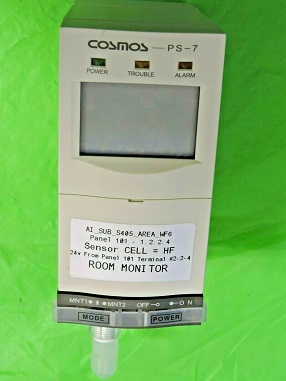 COSMOS — PS-7
POWER TROUBLE ALARM
AI_SUB_S405_AREA_WF6
Panel 101 - 1.2.2.4
Sensor CELL = HF
24v From Panel 101 Terminal #2-2-4
ROOM MONITOR
MNT1 MNT2 OFF ON
MODE POWER